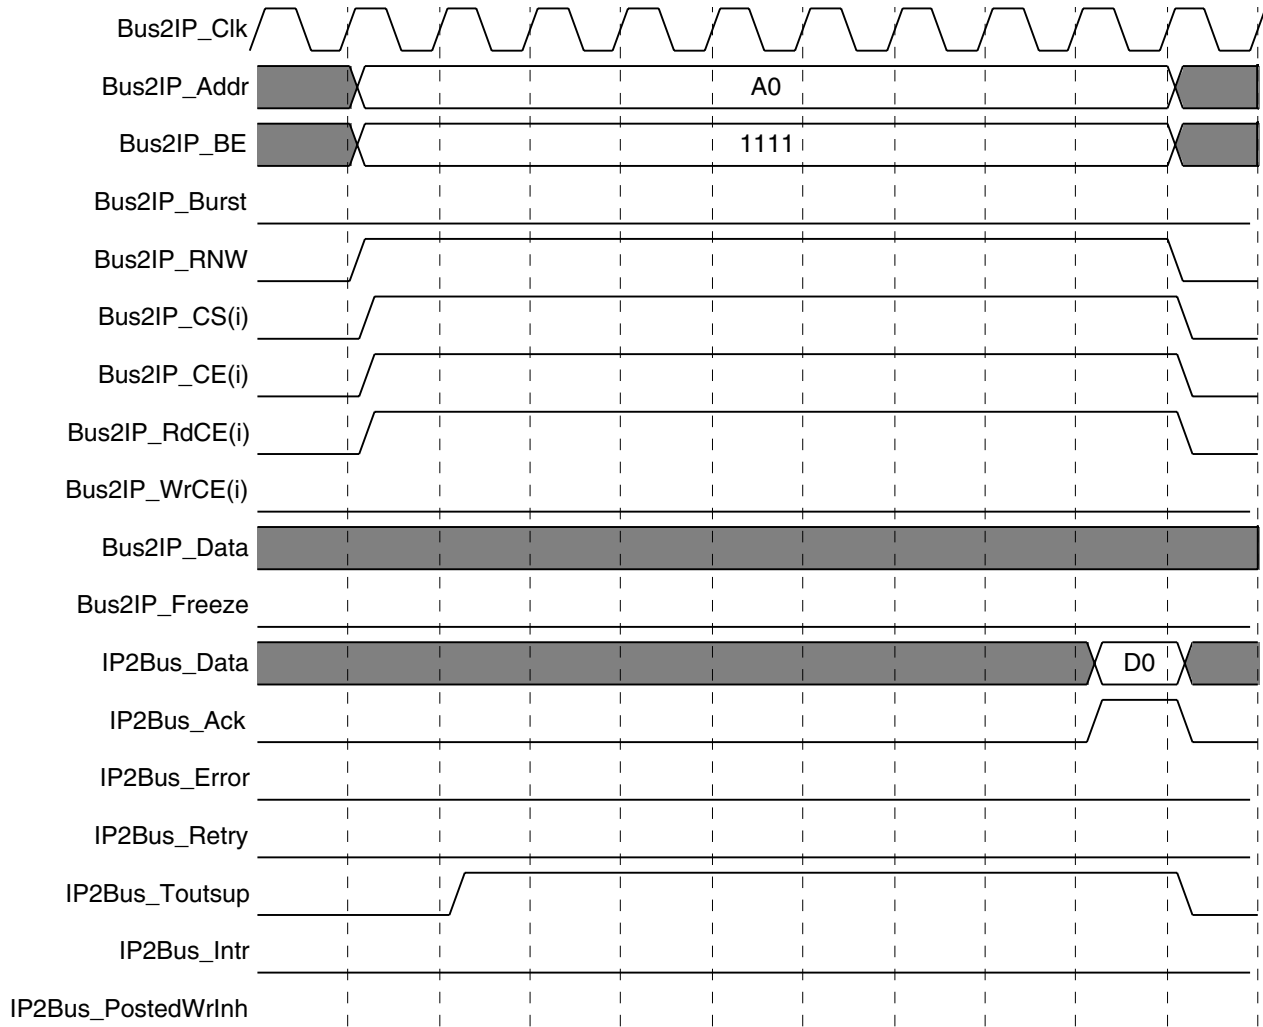 Bus2IP_Clk
Bus2IP_Addr A0
Bus2IP_BE 1111
Bus2IP_Burst
Bus2IP_RNW
Bus2IP_CS(i)
Bus2IP_CE(i)
Bus2IP_RdCE(i)
Bus2IP_WrCE(i)
Bus2IP_Data
Bus2IP_Freeze
IP2Bus_Data D0
IP2Bus_Ack
IP2Bus_Error
IP2Bus_Retry
IP2Bus_Toutsup
IP2Bus_Intr
IP2Bus_PostedWrInh